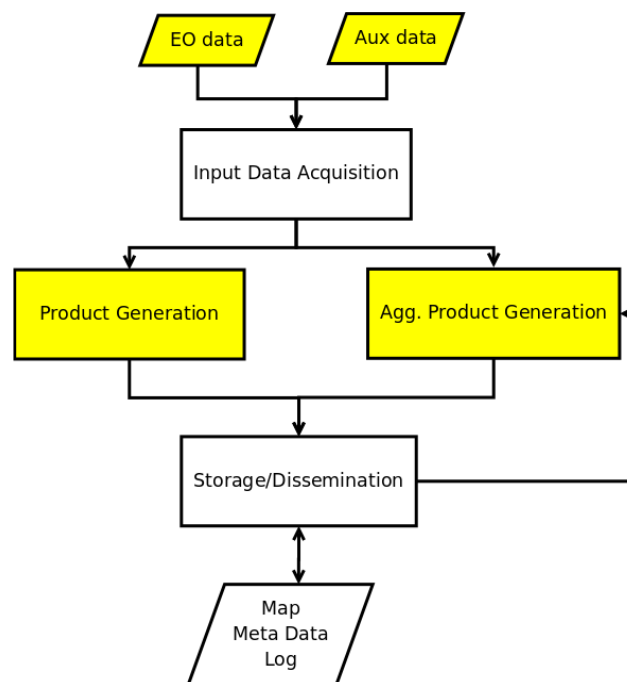 EO data
Aux data
Input Data Acquisition
Product Generation
Agg. Product Generation
Storage/Dissemination
Map
Meta Data
Log